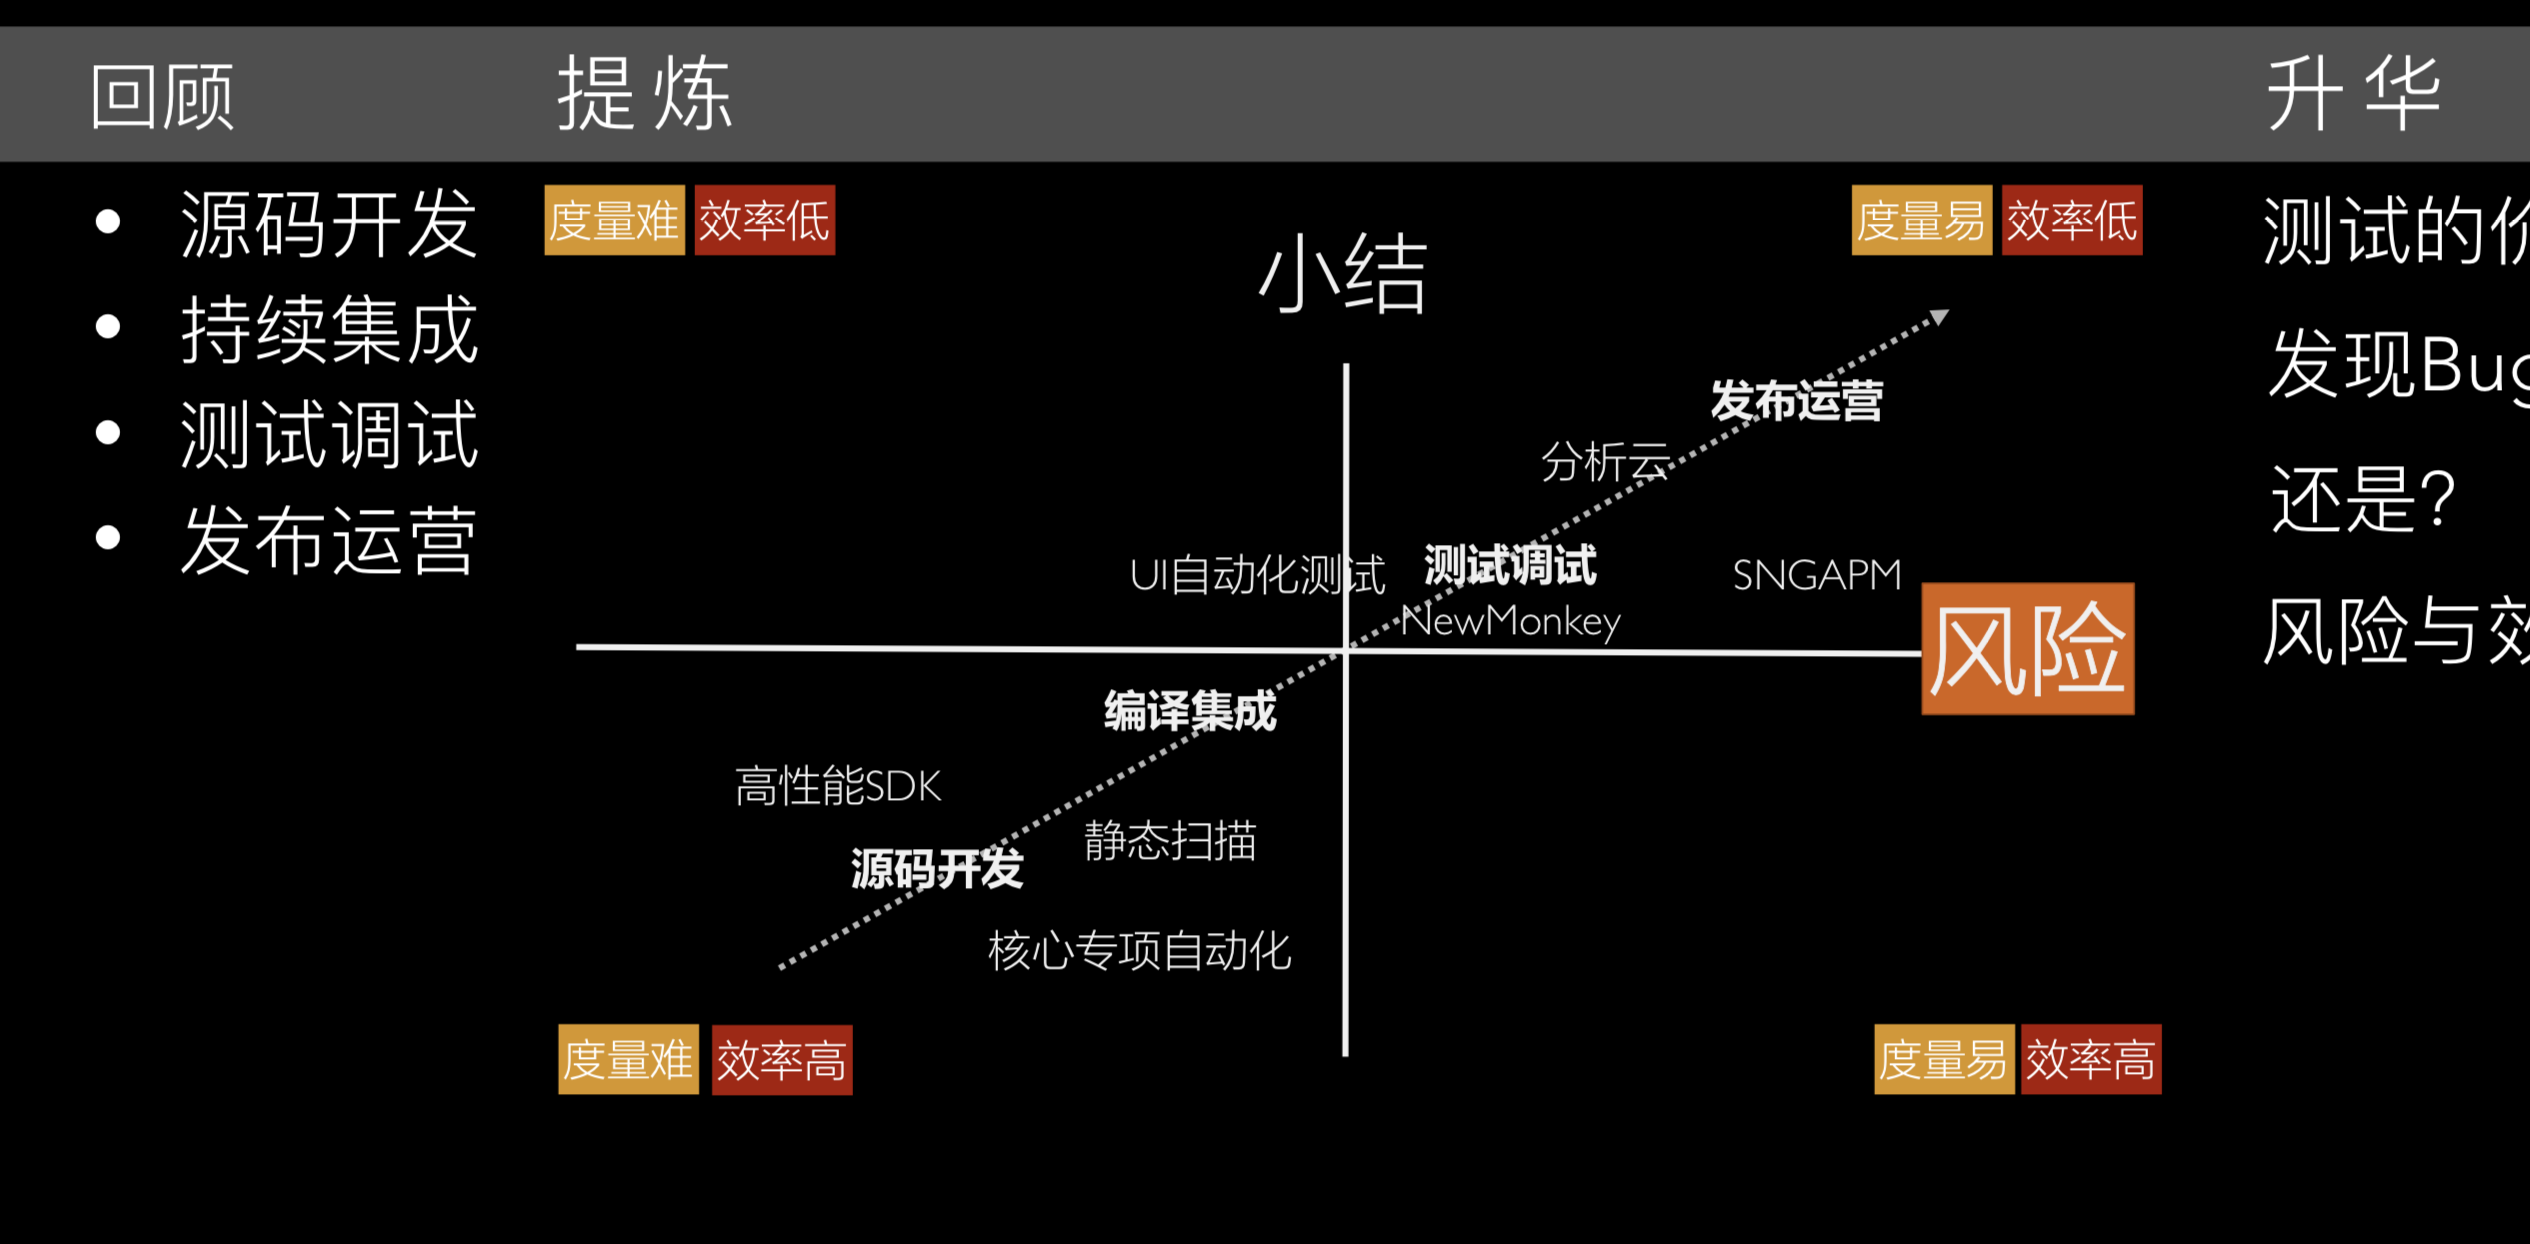 回顾 提炼 升华
源码开发
持续集成
测试调试
发布运营
度量难 效率低
度量易 效率低
小结
发布运营
分析云
UI自动化测试
测试调试
SNGAPM
NewMonkey
风险
编译集成
高性能SDK
静态扫描
源码开发
核心专项自动化
度量难 效率高
度量易 效率高
测试的
发现Bug
还是?
风险与效